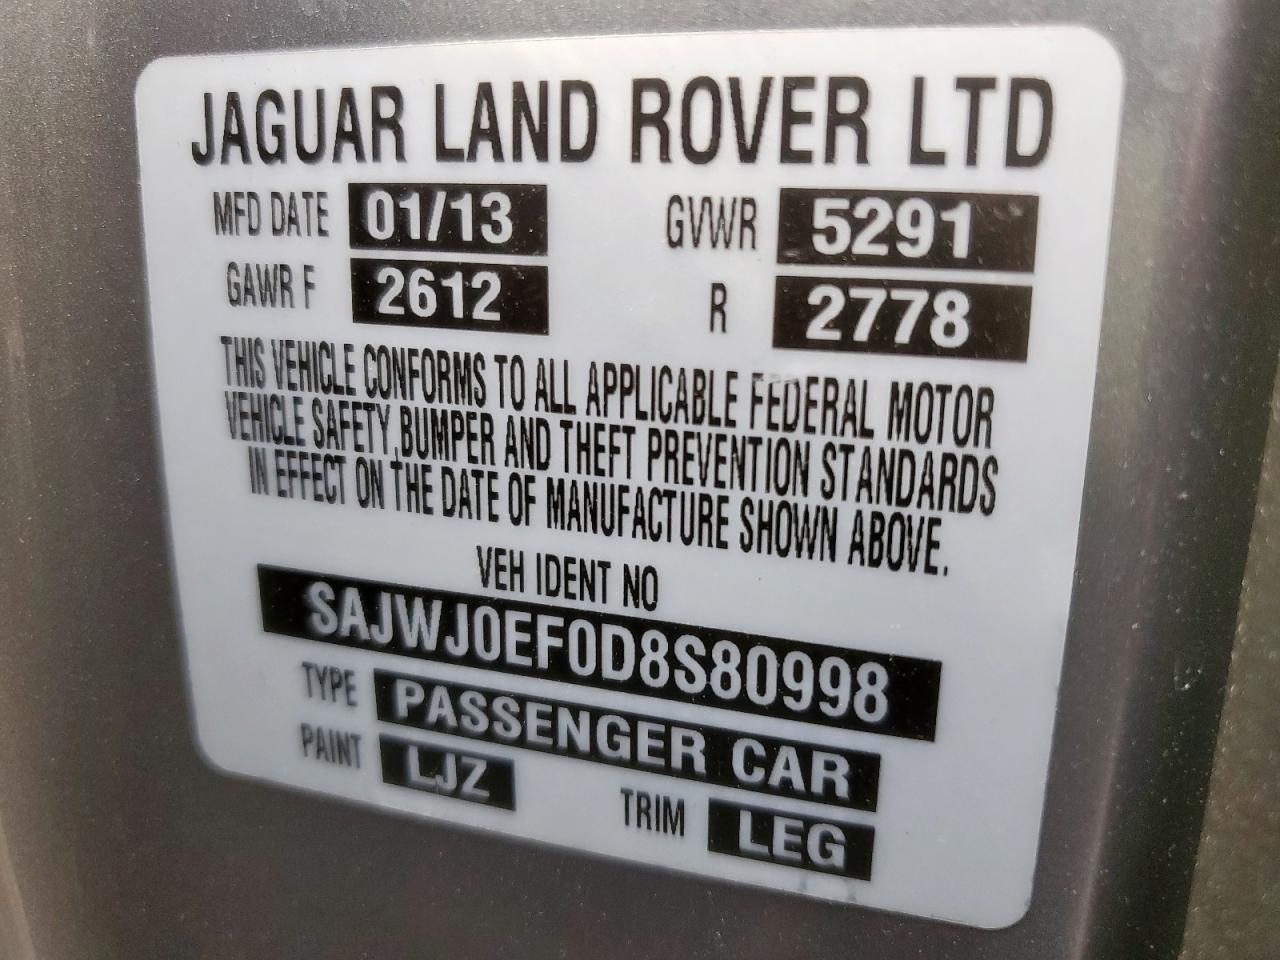 JAGUAR LAND ROVER LTD
MFD DATE 01/13 GVWR 5291
GAWR F 2612 R 2778
THIS VEHICLE CONFORMS TO ALL APPLICABLE FEDERAL MOTOR
VEHICLE SAFETY, BUMPER AND THEFT PREVENTION STANDARDS
IN EFFECT ON THE DATE OF MANUFACTURE SHOWN ABOVE.
VEH IDENT NO
SAJWJ0EF0D8S80998
TYPE PASSENGER CAR
PAINT LJZ TRIM LEG